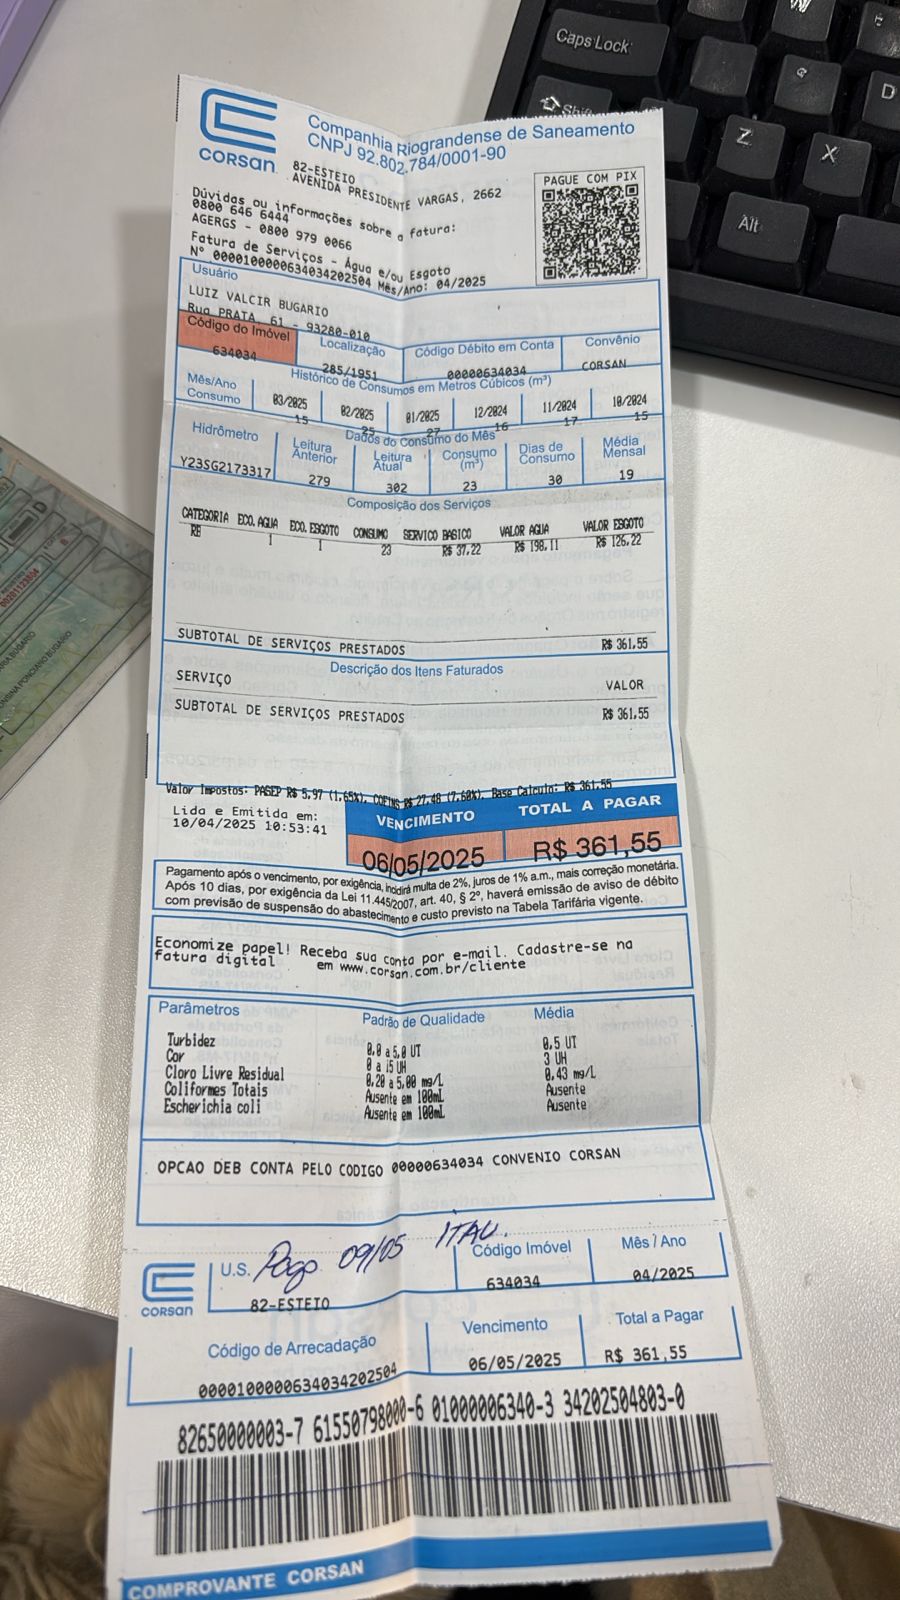 Caps Lock
Shift
W
E
D
Z
X
Alt
CORSAN
Companhia Riograndense de Saneamento
CNPJ 92.802.784/0001-90
82-ESTEIO
AVENIDA PRESIDENTE VARGAS, 2662
PAGUE COM PIX
Dúvidas ou informações sobre a fatura:
0800 646 6444
AGERGS - 0800 979 0066
Fatura de Serviços - Água e/ou Esgoto
Nº 0000100000634034202504 Mês/Ano: 04/2025
Usuário
LUIZ VALCIR BUGARIO
Rua PRATA, 61 - 93280-010
Código do Imóvel Localização Código Débito em Conta Convênio
634034 285/1951 00000634034 CORSAN
Histórico de Consumos em Metros Cúbicos (m³)
Mês/Ano 03/2025 02/2025 01/2025 12/2024 11/2024 10/2024
Consumo 15 25 27 16 17 15
Dados do Consumo do Mês
Hidrômetro Leitura Anterior Leitura Atual Consumo (m³) Dias de Consumo Média Mensal
Y23SG2173317 279 302 23 30 19
Composição dos Serviços
CATEGORIA ECO.AGUA ECO.ESGOTO CONSUMO SERVICO BASICO VALOR AGUA VALOR ESGOTO
RB 1 1 23 R$ 37,22 R$ 198,11 R$ 126,22
SUBTOTAL DE SERVIÇOS PRESTADOS R$ 361,55
Descrição dos Itens Faturados
SERVIÇO VALOR
SUBTOTAL DE SERVIÇOS PRESTADOS R$ 361,55
Valor Impostos: PASEP R$ 5,97 (1,65%), COFINS R$ 27,48 (7,60%). Base Calculo: R$ 361,55
Lida e Emitida em:
10/04/2025 10:53:41
VENCIMENTO TOTAL A PAGAR
06/05/2025 R$ 361,55
Pagamento após o vencimento, por exigência, incidirá multa de 2%, juros de 1% a.m., mais correção monetária.
Após 10 dias, por exigência da Lei 11.445/2007, art. 40, § 2º, haverá emissão de aviso de débito
com previsão de suspensão do abastecimento e custo previsto na Tabela Tarifária vigente.
Economize papel! Receba sua conta por e-mail. Cadastre-se na
fatura digital em www.corsan.com.br/cliente
Parâmetros Padrão de Qualidade Média
Turbidez 0,0 a 5,0 UT 0,5 UT
Cor 0 a 15 UH 3 UH
Cloro Livre Residual 0,20 a 5,00 mg/L 0,43 mg/L
Coliformes Totais Ausente em 100mL Ausente
Escherichia coli Ausente em 100mL Ausente
OPCAO DEB CONTA PELO CODIGO 00000634034 CONVENIO CORSAN
Pago 09/05 ITAU.
CORSAN
U.S. Código Imóvel Mês / Ano
82-ESTEIO 634034 04/2025
Código de Arrecadação Vencimento Total a Pagar
0000100000634034202504 06/05/2025 R$ 361,55
82650000003-7 61550798000-6 01000006340-3 34202504803-0
COMPROVANTE CORSAN